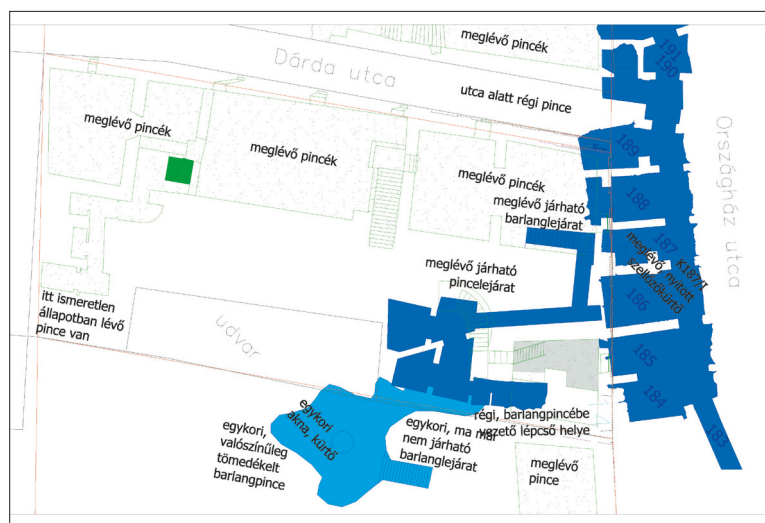 meglévő pincék
191
190
Dárda utca
utca alatt régi pince
Országház utca
meglévő pincék
meglévő pincék
189
meglévő pincék
188
meglévő járható
barlanglejárat
187
K187/I
meglévő, nyitott
szellőzőkürtő
meglévő járható
pincelejárat
186
itt ismeretlen
állapotban lévő
pince van
udvar
185
184
183
egykori
akna, kürtő
egykori,
valószínűleg
tömedékelt
barlangpince
egykori, ma már
nem járható
barlanglejárat
régi, barlangpincébe
vezető lépcső helye
meglévő
pince